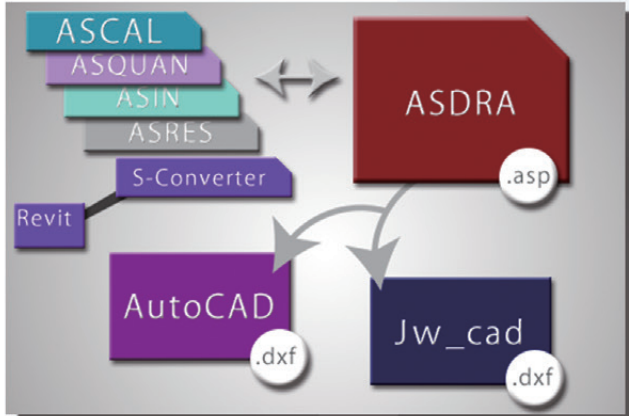 ASCAL
ASQUAN
ASIN
ASRES
S-Converter
Revit
ASDRA
.asp
AutoCAD
.dxf
Jw_cad
.dxf